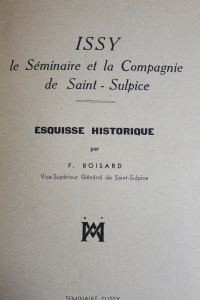 ISSY
le Séminaire et la Compagnie
de Saint - Sulpice
ESQUISSE HISTORIQUE
par
F. BOISARD
Vice-Supérieur Général de Saint-Sulpice
SEMINAIRE D'ISSY